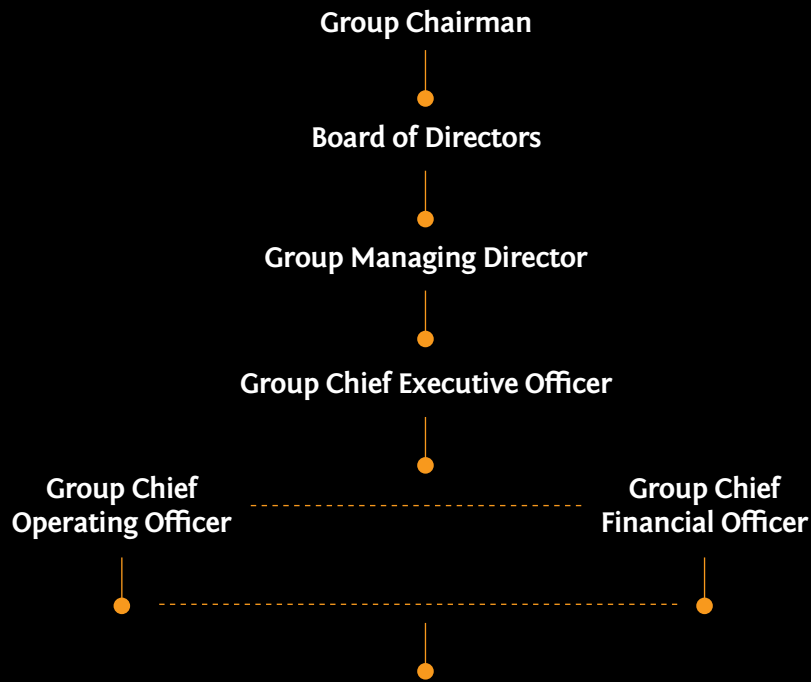 Group Chairman
Board of Directors
Group Managing Director
Group Chief Executive Officer
Group Chief
Operating Officer
Group Chief
Financial Officer